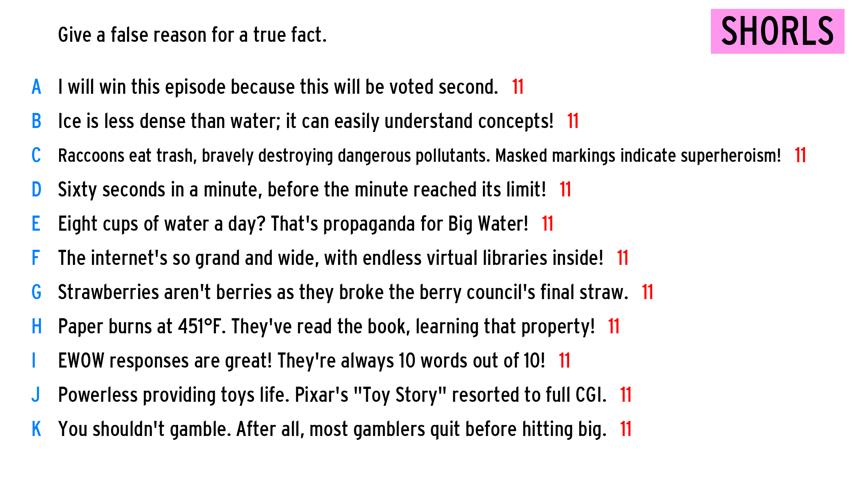 Give a false reason for a true fact.
SHORLS
A I will win this episode because this will be voted second. 11
B Ice is less dense than water; it can easily understand concepts! 11
C Raccoons eat trash, bravely destroying dangerous pollutants. Masked markings indicate superheroism! 11
D Sixty seconds in a minute, before the minute reached its limit! 11
E Eight cups of water a day? That's propaganda for Big Water! 11
F The internet's so grand and wide, with endless virtual libraries inside! 11
G Strawberries aren't berries as they broke the berry council's final straw. 11
H Paper burns at 451°F. They've read the book, learning that property! 11
I EWOW responses are great! They're always 10 words out of 10! 11
J Powerless providing toys life. Pixar's "Toy Story" resorted to full CGI. 11
K You shouldn't gamble. After all, most gamblers quit before hitting big. 11